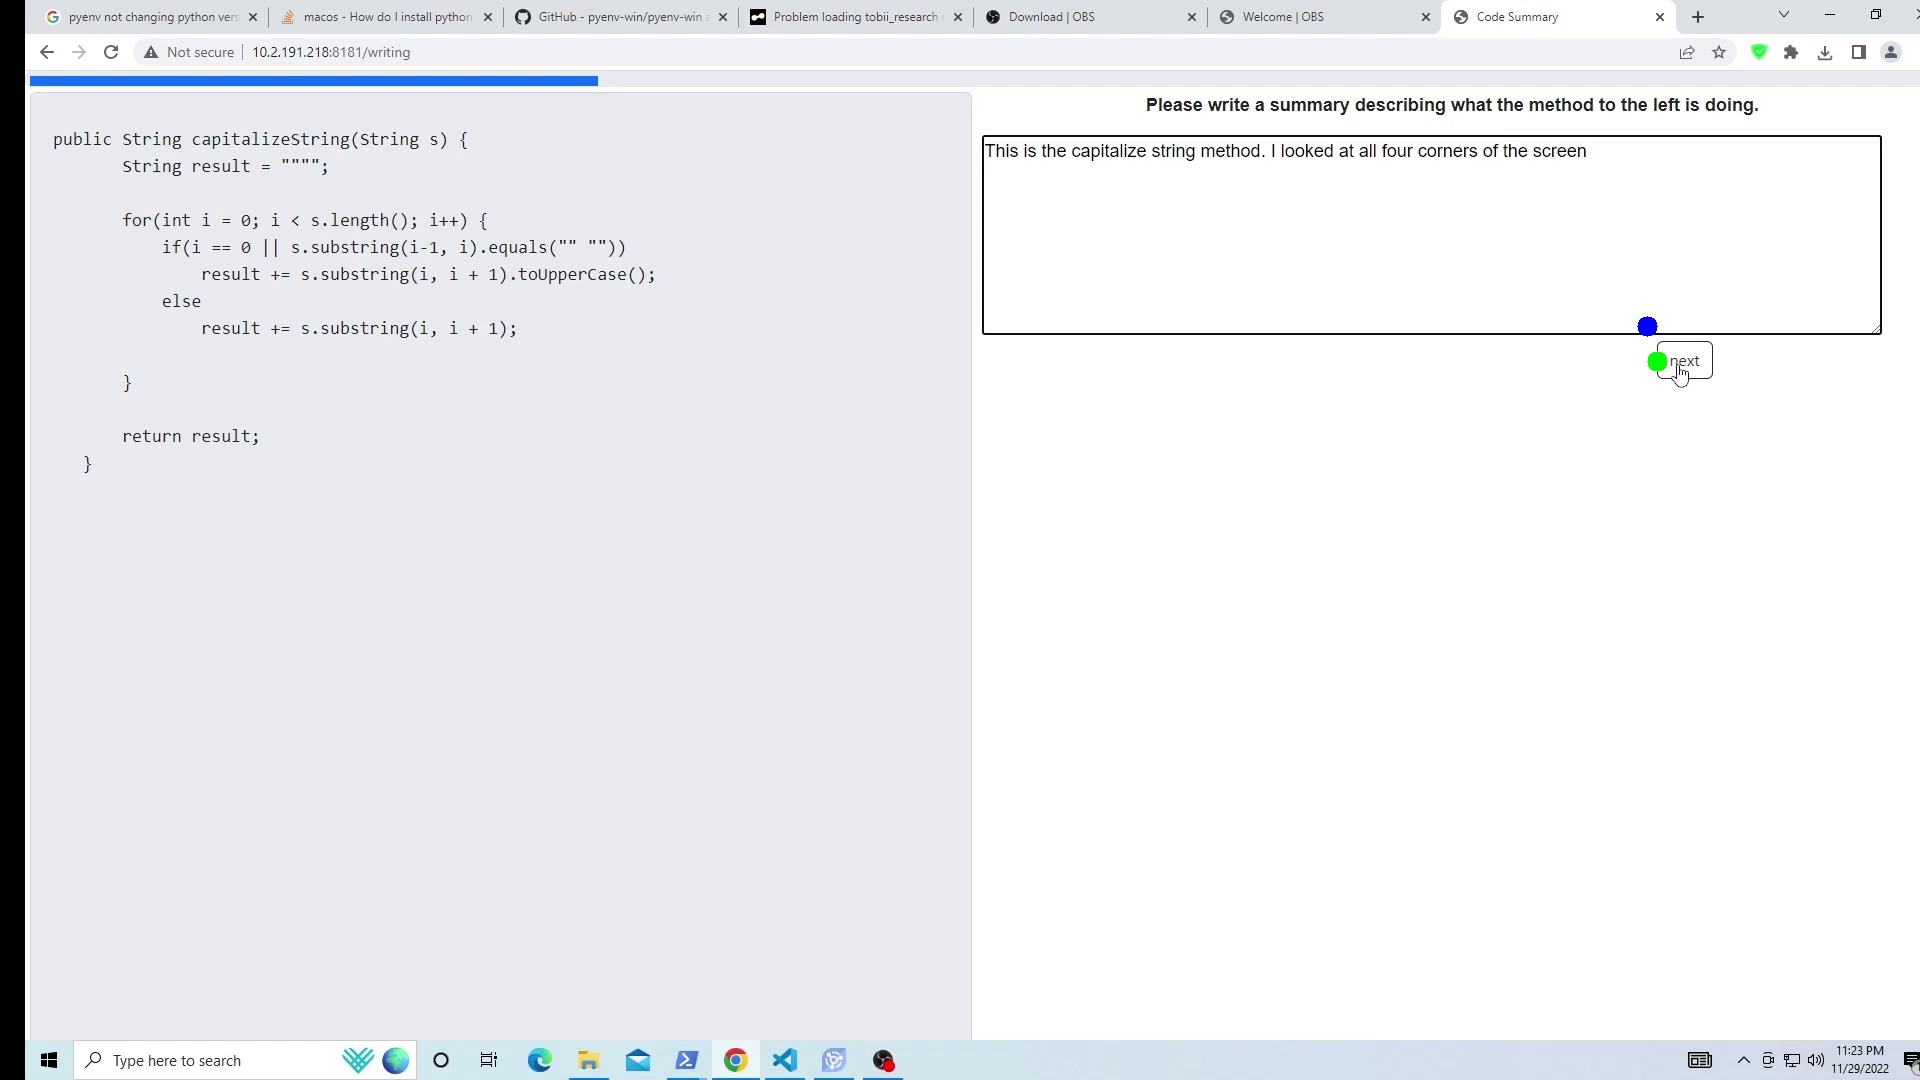 pyenv not changing python vers
macos - How do I install python
GitHub - pyenv-win/pyenv-win a
Problem loading tobii_research
Download | OBS
Welcome | OBS
Code Summary
Not secure
10.2.191.218:8181/writing
public String capitalizeString(String s) {
String result = """";
for(int i = 0; i < s.length(); i++) {
if(i == 0 || s.substring(i-1, i).equals("" ""))
result += s.substring(i, i + 1).toUpperCase();
else
result += s.substring(i, i + 1);
}
return result;
}
Please write a summary describing what the method to the left is doing.
This is the capitalize string method. I looked at all four corners of the screen
next
Type here to search
11:23 PM
11/29/2022